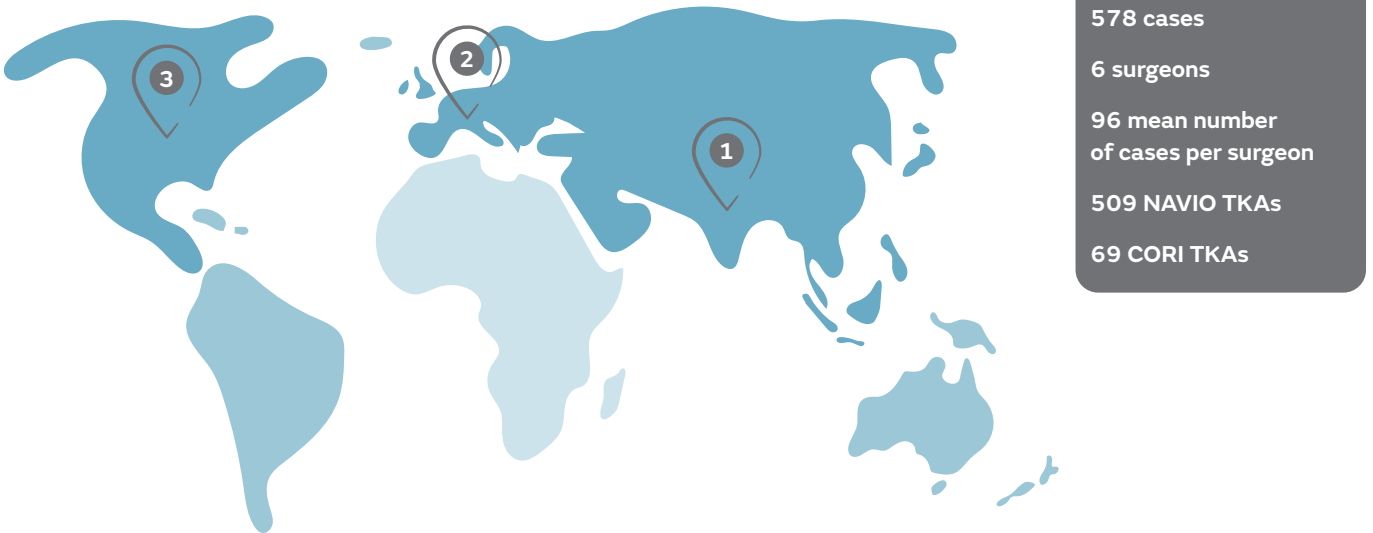 3
2
1
578 cases
6 surgeons
96 mean number
of cases per surgeon
509 NAVIO TKAs
69 CORI TKAs